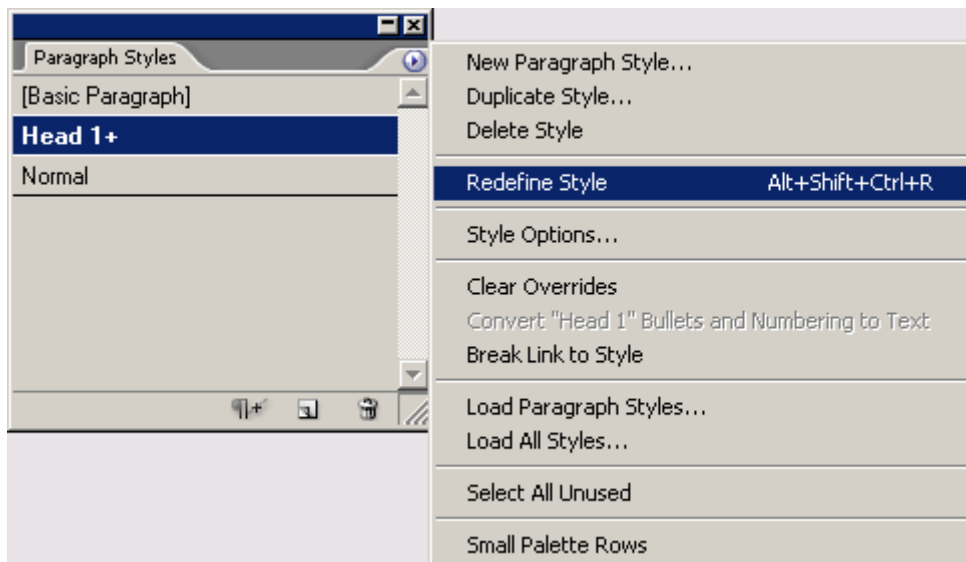 Paragraph Styles
[Basic Paragraph]
Head 1+
Normal
New Paragraph Style...
Duplicate Style...
Delete Style
Redefine Style Alt+Shift+Ctrl+R
Style Options...
Clear Overrides
Convert "Head 1" Bullets and Numbering to Text
Break Link to Style
Load Paragraph Styles...
Load All Styles...
Select All Unused
Small Palette Rows